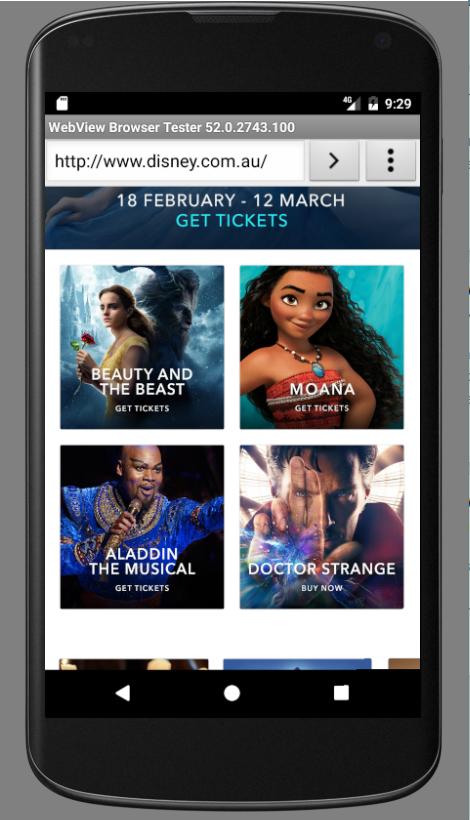 4G
9:29
WebView Browser Tester 52.0.2743.100
http://www.disney.com.au/
18 FEBRUARY - 12 MARCH
GET TICKETS
BEAUTY AND
THE BEAST
GET TICKETS
MOANA
GET TICKETS
ALADDIN
THE MUSICAL
GET TICKETS
DOCTOR STRANGE
BUY NOW